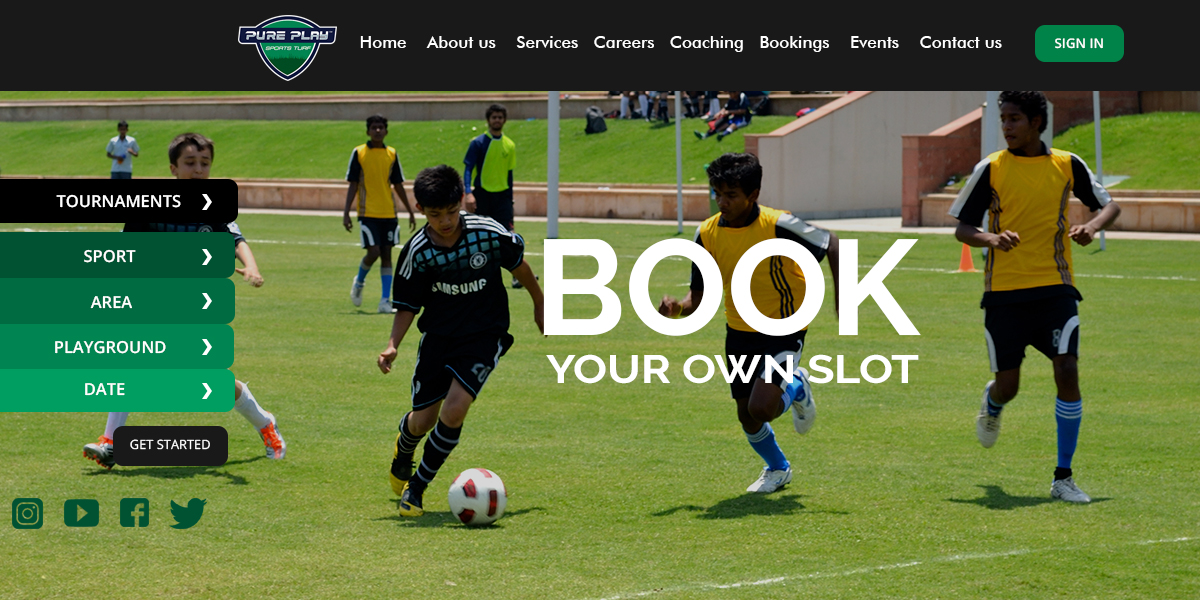 PURE PLAY
SPORTS TURF
Home About us Services Careers Coaching Bookings Events Contact us
SIGN IN
TOURNAMENTS
SPORT
AREA
PLAYGROUND
DATE
GET STARTED
SAMSUNG
BOOK
YOUR OWN SLOT
8